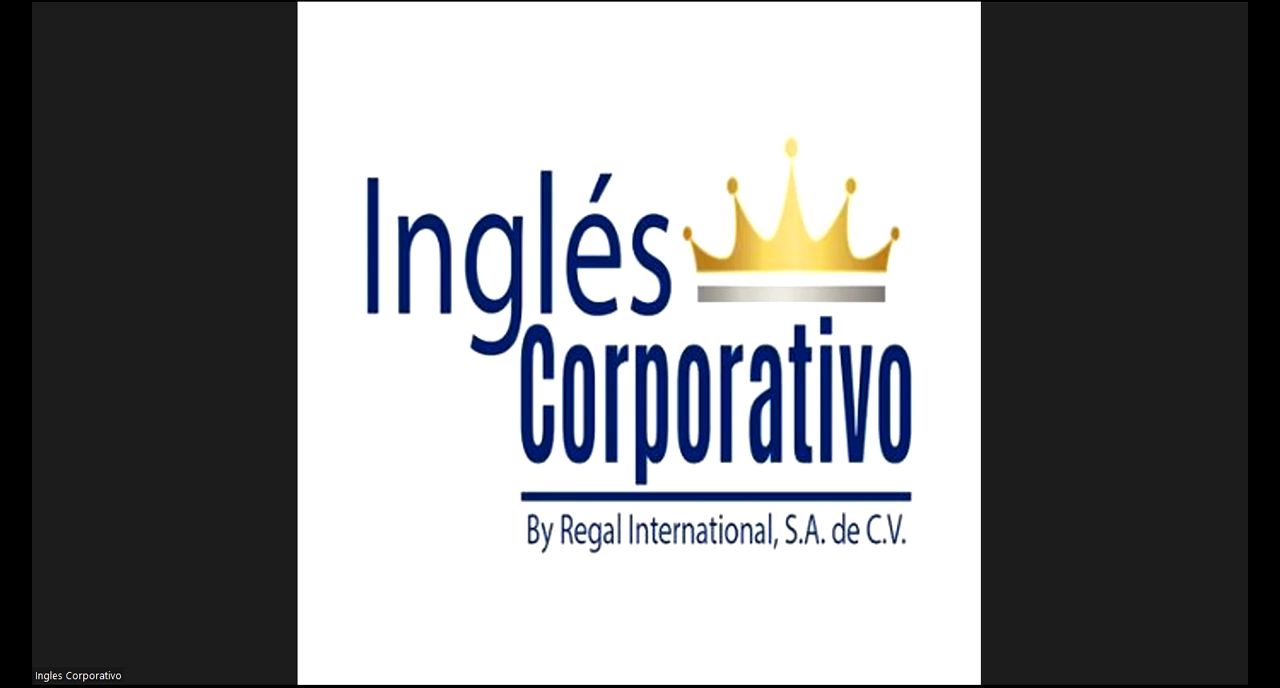 Inglés
Corporativo
By Regal International, S.A. de C.V.
Ingles Corporativo